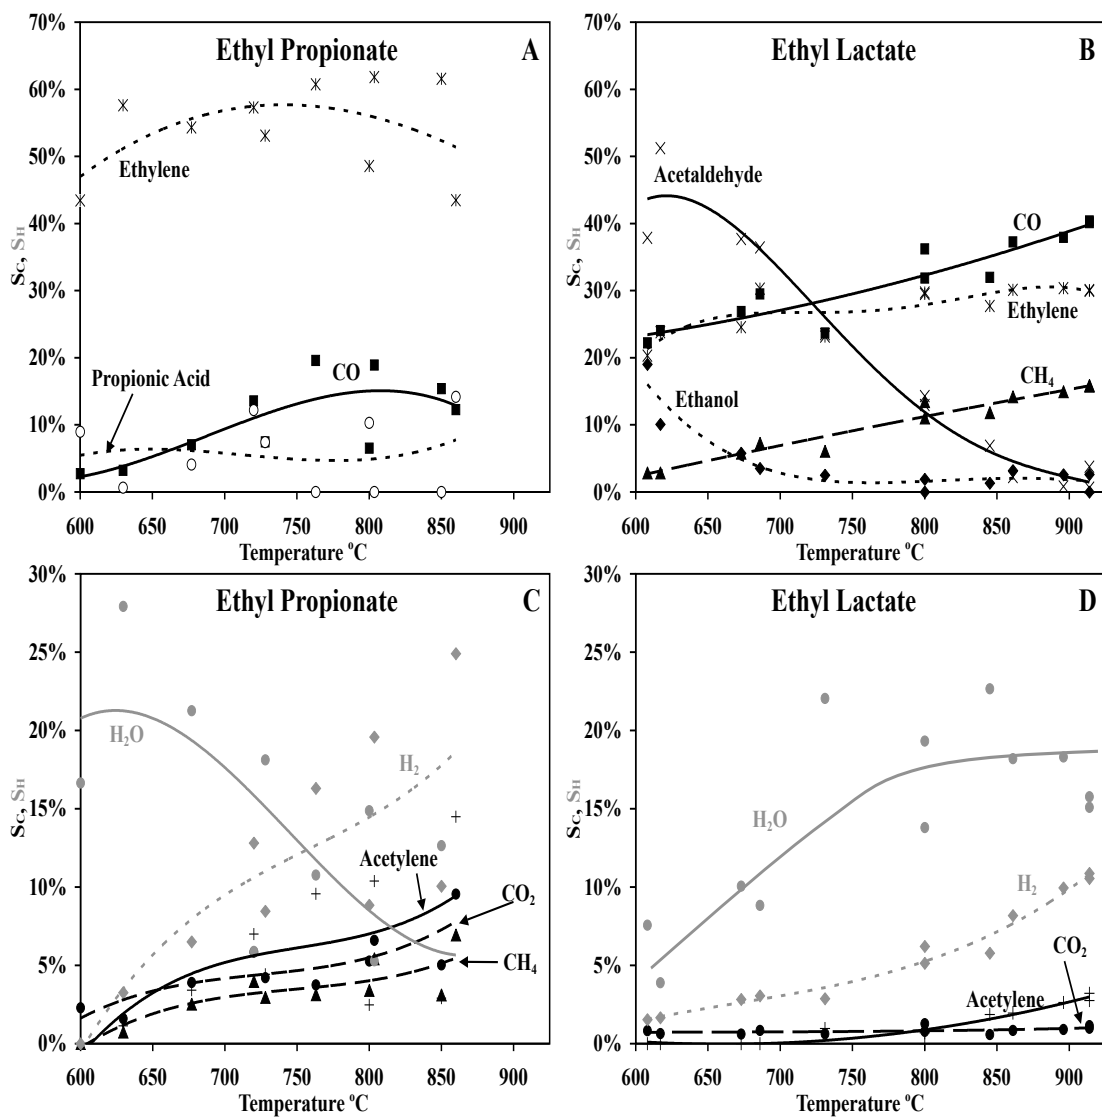 Ethyl Propionate A
70%
60%
50%
40%
30%
20%
10%
0%
Sc, SH
Ethylene
Propionic Acid
CO
600 650 700 750 800 850 900
Temperature ºC
Ethyl Lactate B
70%
60%
50%
40%
30%
20%
10%
0%
Sc, SH
Acetaldehyde
CO
Ethylene
CH₄
Ethanol
600 650 700 750 800 850 900
Temperature ºC
Ethyl Propionate C
30%
25%
20%
15%
10%
5%
0%
Sc, SH
H₂O
H₂
Acetylene
CO₂
CH₄
600 650 700 750 800 850 900
Temperature ºC
Ethyl Lactate D
30%
25%
20%
15%
10%
5%
0%
Sc, SH
H₂O
H₂
CO₂
Acetylene
600 650 700 750 800 850 900
Temperature ºC